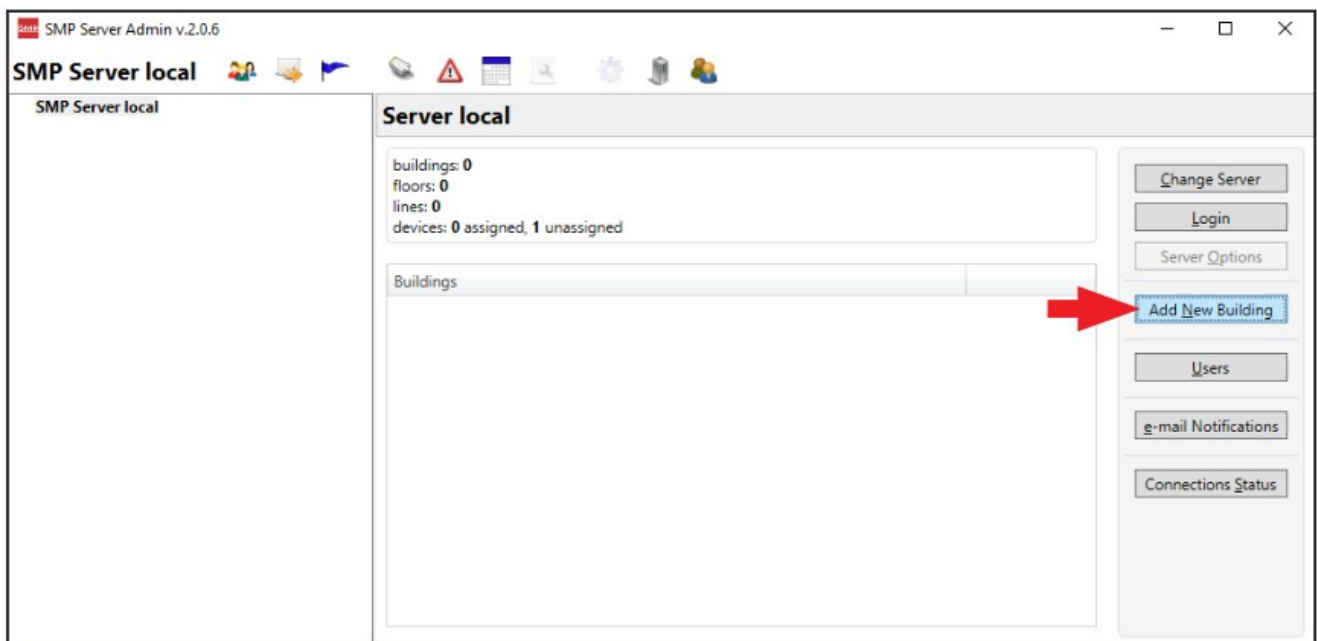 SMP Server Admin v.2.0.6
SMP Server local
SMP Server local
Server local
buildings: 0
floors: 0
lines: 0
devices: 0 assigned, 1 unassigned
Buildings
Change Server
Login
Server Options
Add New Building
Users
e-mail Notifications
Connections Status